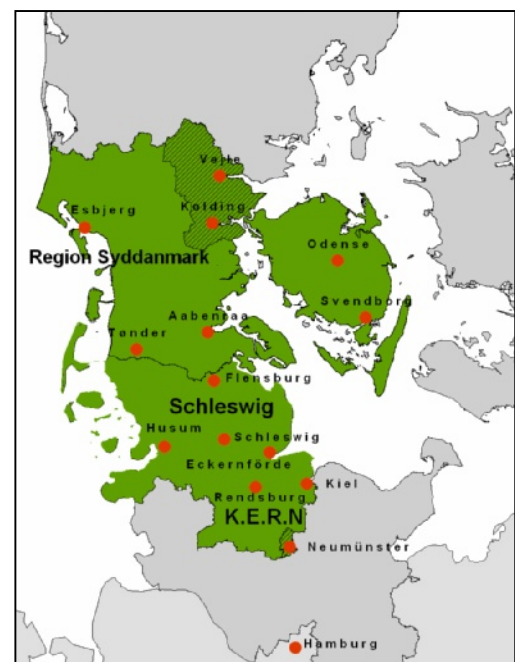 Vejle
Kolding
Esbjerg
Odense
Region Syddanmark
Svendborg
Aabenraa
Tønder
Flensburg
Schleswig
Husum
Schleswig
Eckernförde
Kiel
Rendsburg
K.E.R.N
Neumünster
Hamburg